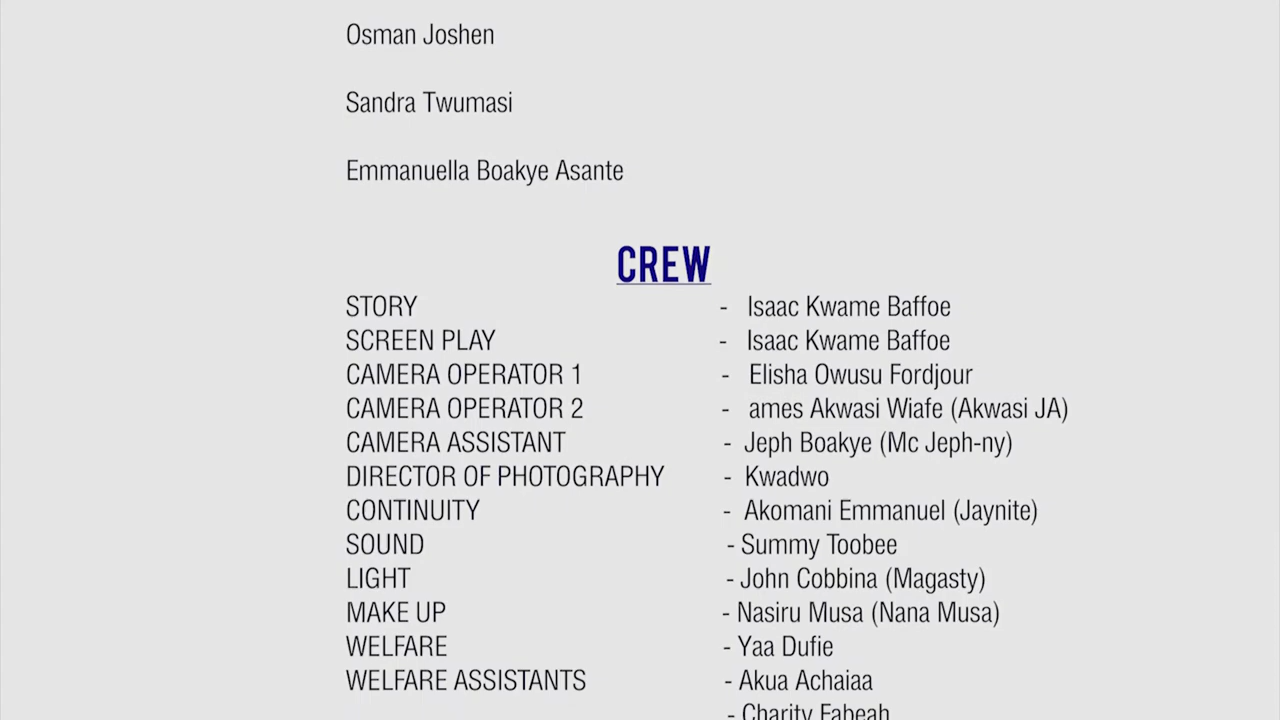 Osman Joshen
Sandra Twumasi
Emmanuella Boakye Asante
CREW
STORY - Isaac Kwame Baffoe
SCREEN PLAY - Isaac Kwame Baffoe
CAMERA OPERATOR 1 - Elisha Owusu Fordjour
CAMERA OPERATOR 2 - ames Akwasi Wiafe (Akwasi JA)
CAMERA ASSISTANT - Jeph Boakye (Mc Jeph-ny)
DIRECTOR OF PHOTOGRAPHY - Kwadwo
CONTINUITY - Akomani Emmanuel (Jaynite)
SOUND - Summy Toobee
LIGHT - John Cobbina (Magasty)
MAKE UP - Nasiru Musa (Nana Musa)
WELFARE - Yaa Dufie
WELFARE ASSISTANTS - Akua Achaiaa
- Charity Fabeah